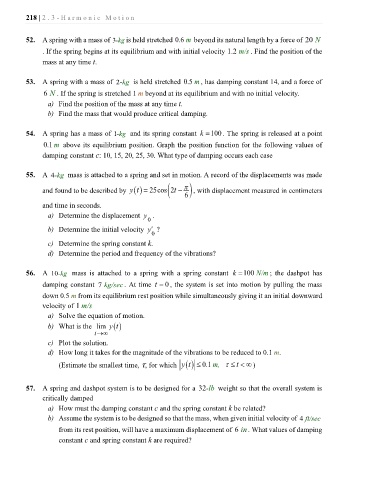 218 | 2.3-Harmonic Motion
52. A spring with a mass of 3-kg is held stretched 0.6 m beyond its natural length by a force of 20 N
. If the spring begins at its equilibrium and with initial velocity 1.2 m/s. Find the position of the
mass at any time t.
53. A spring with a mass of 2-kg is held stretched 0.5 m, has damping constant 14, and a force of
6 N. If the spring is stretched 1 m beyond at its equilibrium and with no initial velocity.
a) Find the position of the mass at any time t.
b) Find the mass that would produce critical damping.
54. A spring has a mass of 1-kg and its spring constant k = 100. The spring is released at a point
0.1 m above its equilibrium position. Graph the position function for the following values of
damping constant c: 10, 15, 20, 25, 30. What type of damping occurs each case
55. A 4-kg mass is attached to a spring and set in motion. A record of the displacements was made
and found to be described by y(t) = 25cos(2t − π/6), with displacement measured in centimeters
and time in seconds.
a) Determine the displacement y₀.
b) Determine the initial velocity y′₀?
c) Determine the spring constant k.
d) Determine the period and frequency of the vibrations?
56. A 10-kg mass is attached to a spring with a spring constant k = 100 N/m; the dashpot has
damping constant 7 kg/sec. At time t = 0, the system is set into motion by pulling the mass
down 0.5 m from its equilibrium rest position while simultaneously giving it an initial downward
velocity of 1 m/s
a) Solve the equation of motion.
b) What is the lim y(t)
t→∞
c) Plot the solution.
d) How long it takes for the magnitude of the vibrations to be reduced to 0.1 m.
(Estimate the smallest time, τ, for which |y(t)| ≤ 0.1 m, τ ≤ t < ∞)
57. A spring and dashpot system is to be designed for a 32-lb weight so that the overall system is
critically damped
a) How must the damping constant c and the spring constant k be related?
b) Assume the system is to be designed so that the mass, when given initial velocity of 4 ft/sec
from its rest position, will have a maximum displacement of 6 in. What values of damping
constant c and spring constant k are required?